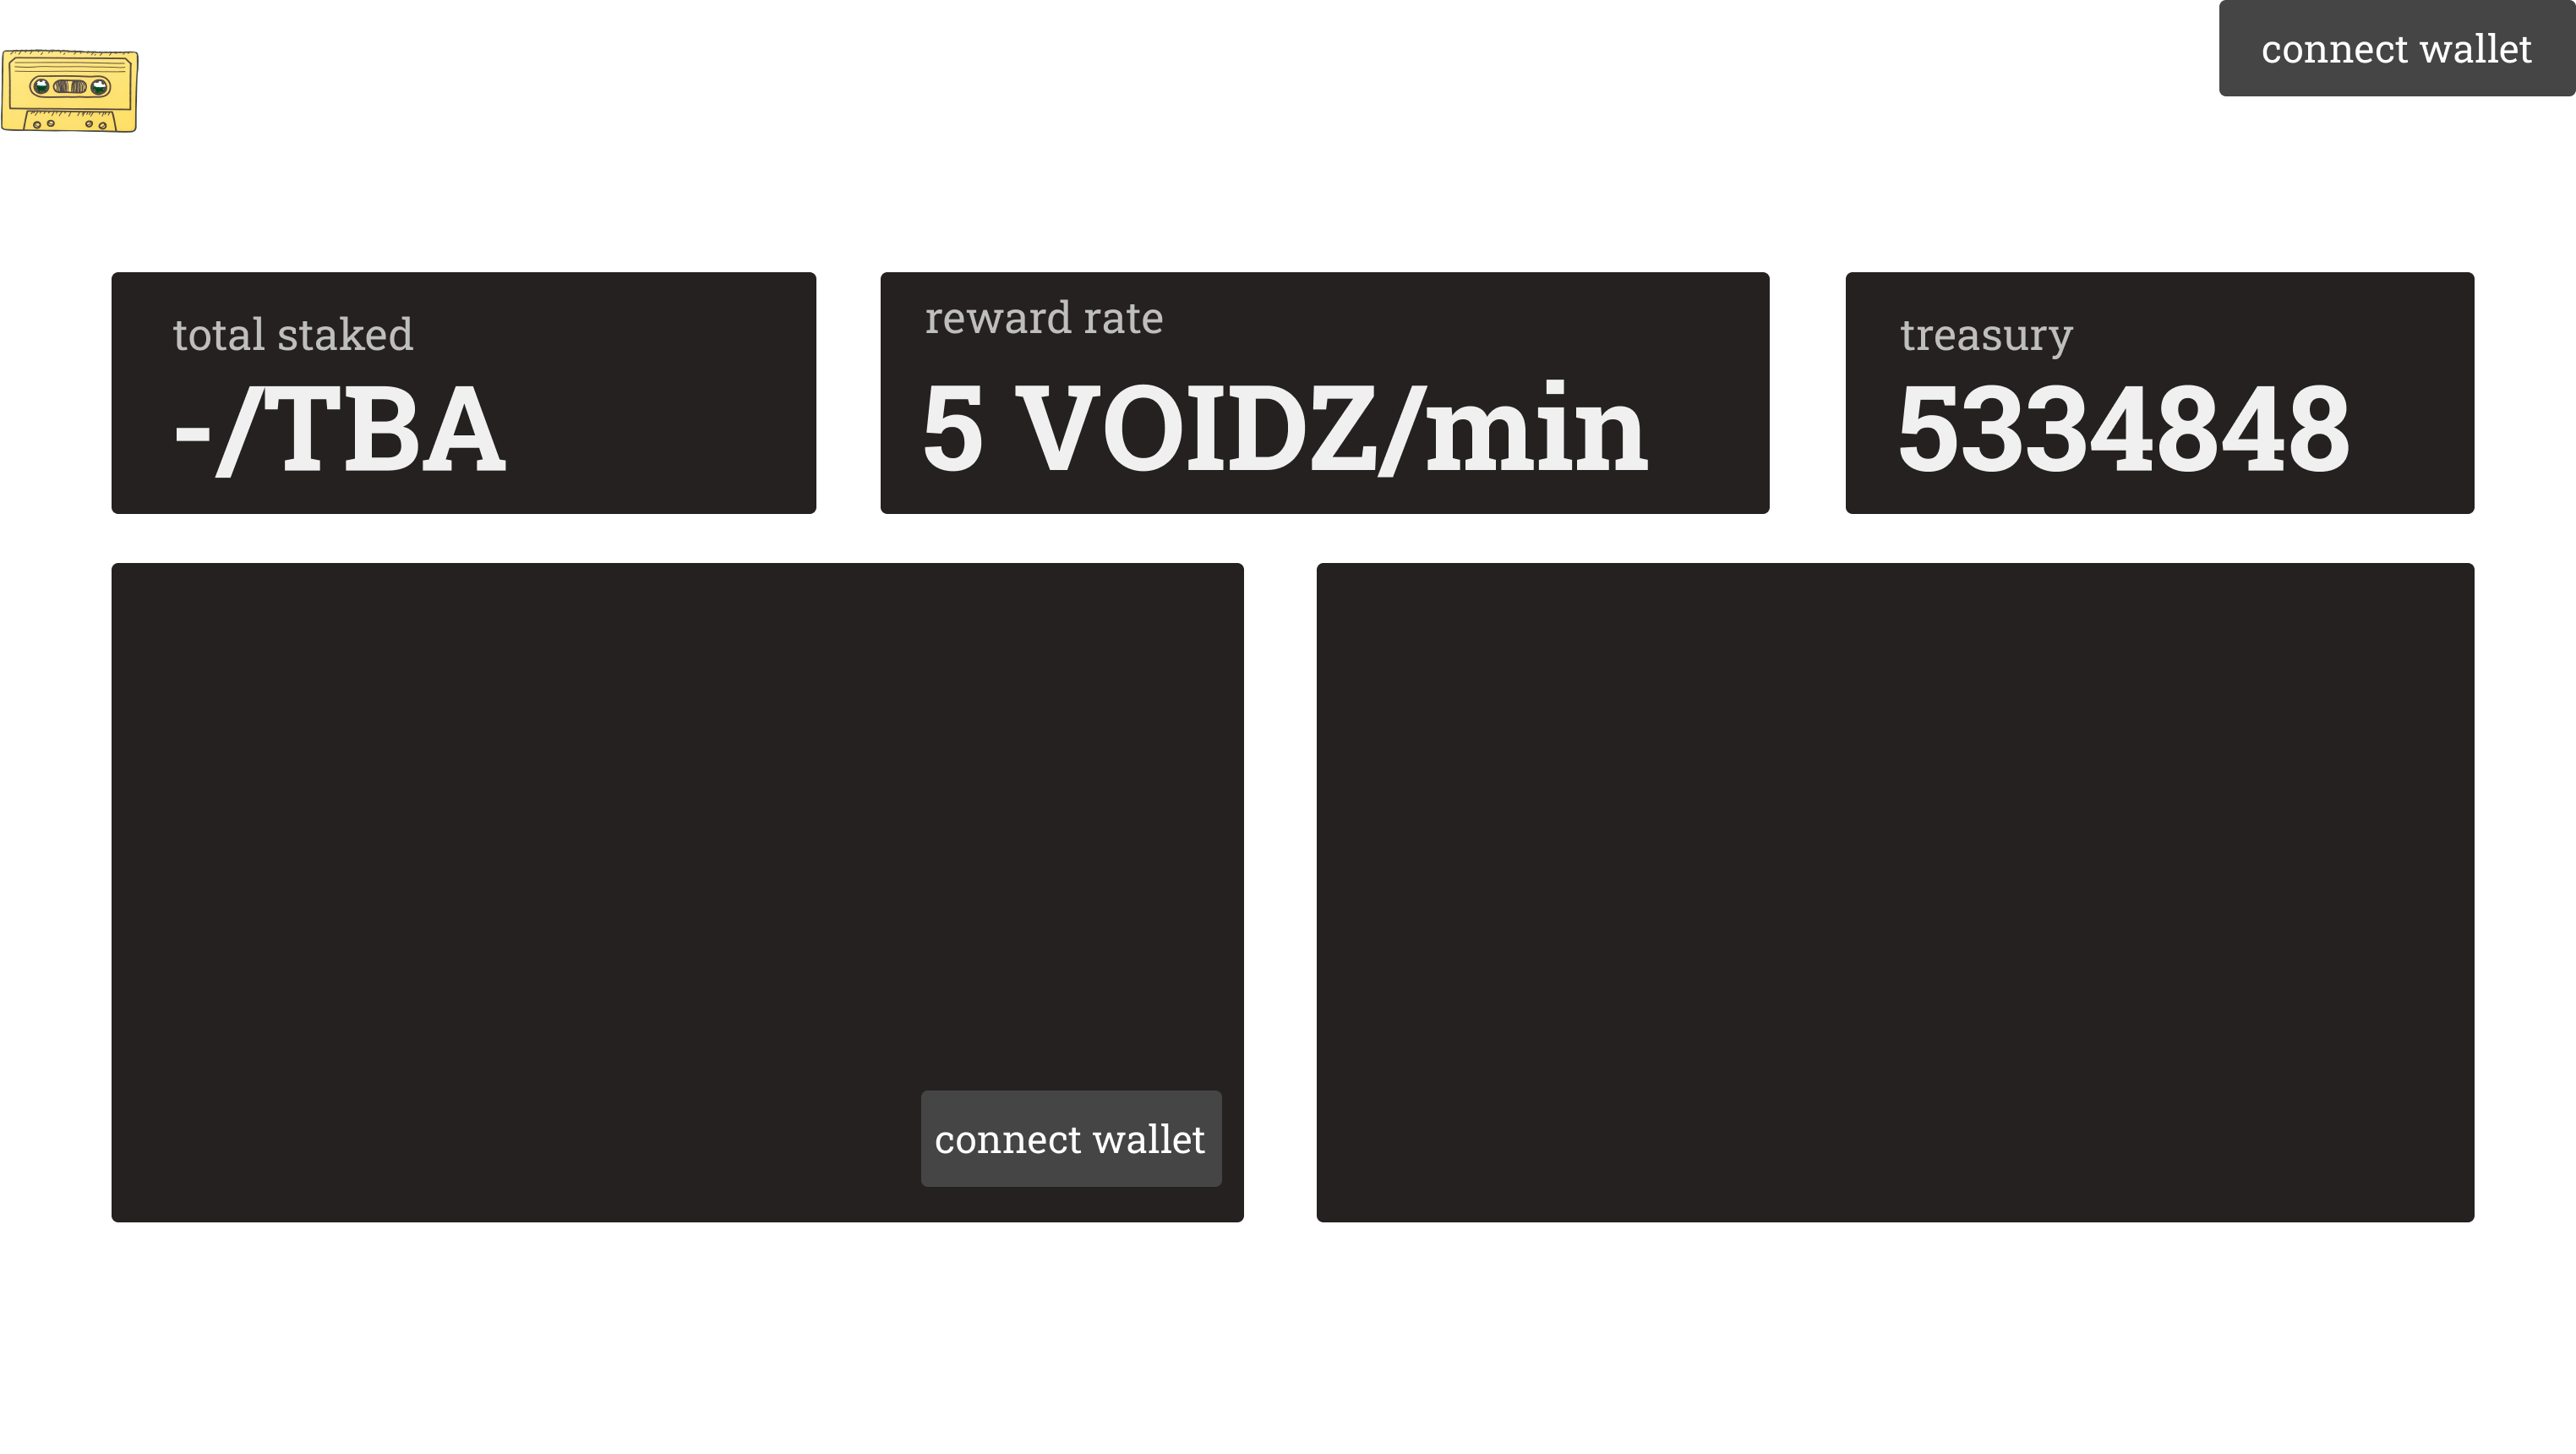 connect wallet
total staked
-/TBA
reward rate
5 VOIDZ/min
treasury
5334848
connect wallet